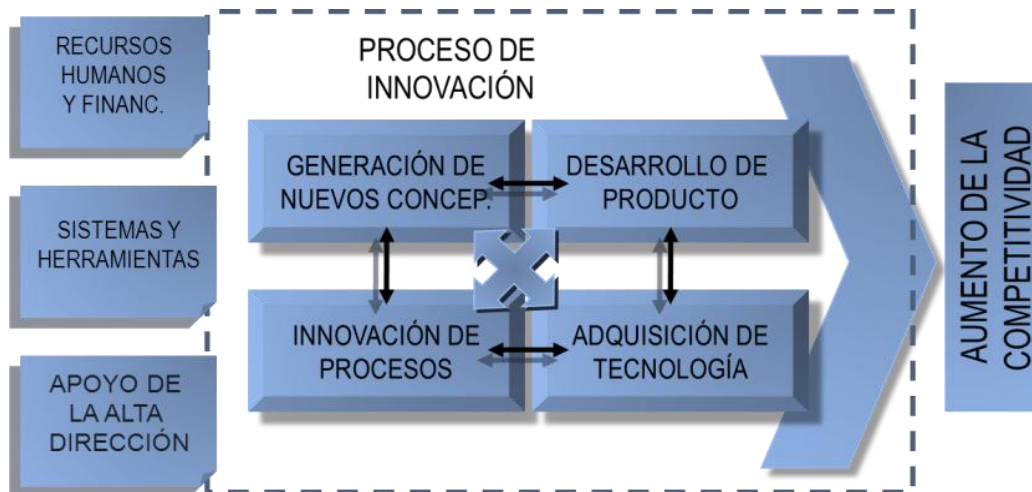 RECURSOS
HUMANOS
Y FINANC.
SISTEMAS Y
HERRAMIENTAS
APOYO DE
LA ALTA
DIRECCIÓN
PROCESO DE
INNOVACIÓN
GENERACIÓN DE
NUEVOS CONCEP.
DESARROLLO DE
PRODUCTO
INNOVACIÓN DE
PROCESOS
ADQUISICIÓN DE
TECNOLOGÍA
AUMENTO DE LA
COMPETITIVIDAD